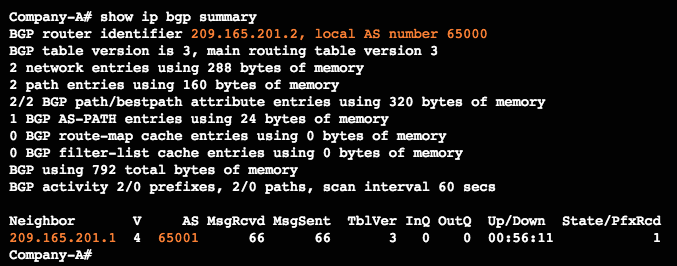 Company-A# show ip bgp summary
BGP router identifier 209.165.201.2, local AS number 65000
BGP table version is 3, main routing table version 3
2 network entries using 288 bytes of memory
2 path entries using 160 bytes of memory
2/2 BGP path/bestpath attribute entries using 320 bytes of memory
1 BGP AS-PATH entries using 24 bytes of memory
0 BGP route-map cache entries using 0 bytes of memory
0 BGP filter-list cache entries using 0 bytes of memory
BGP using 792 total bytes of memory
BGP activity 2/0 prefixes, 2/0 paths, scan interval 60 secs
Neighbor V AS MsgRcvd MsgSent TblVer InQ OutQ Up/Down State/PfxRcd
209.165.201.1 4 65001 66 66 3 0 0 00:56:11 1
Company-A#